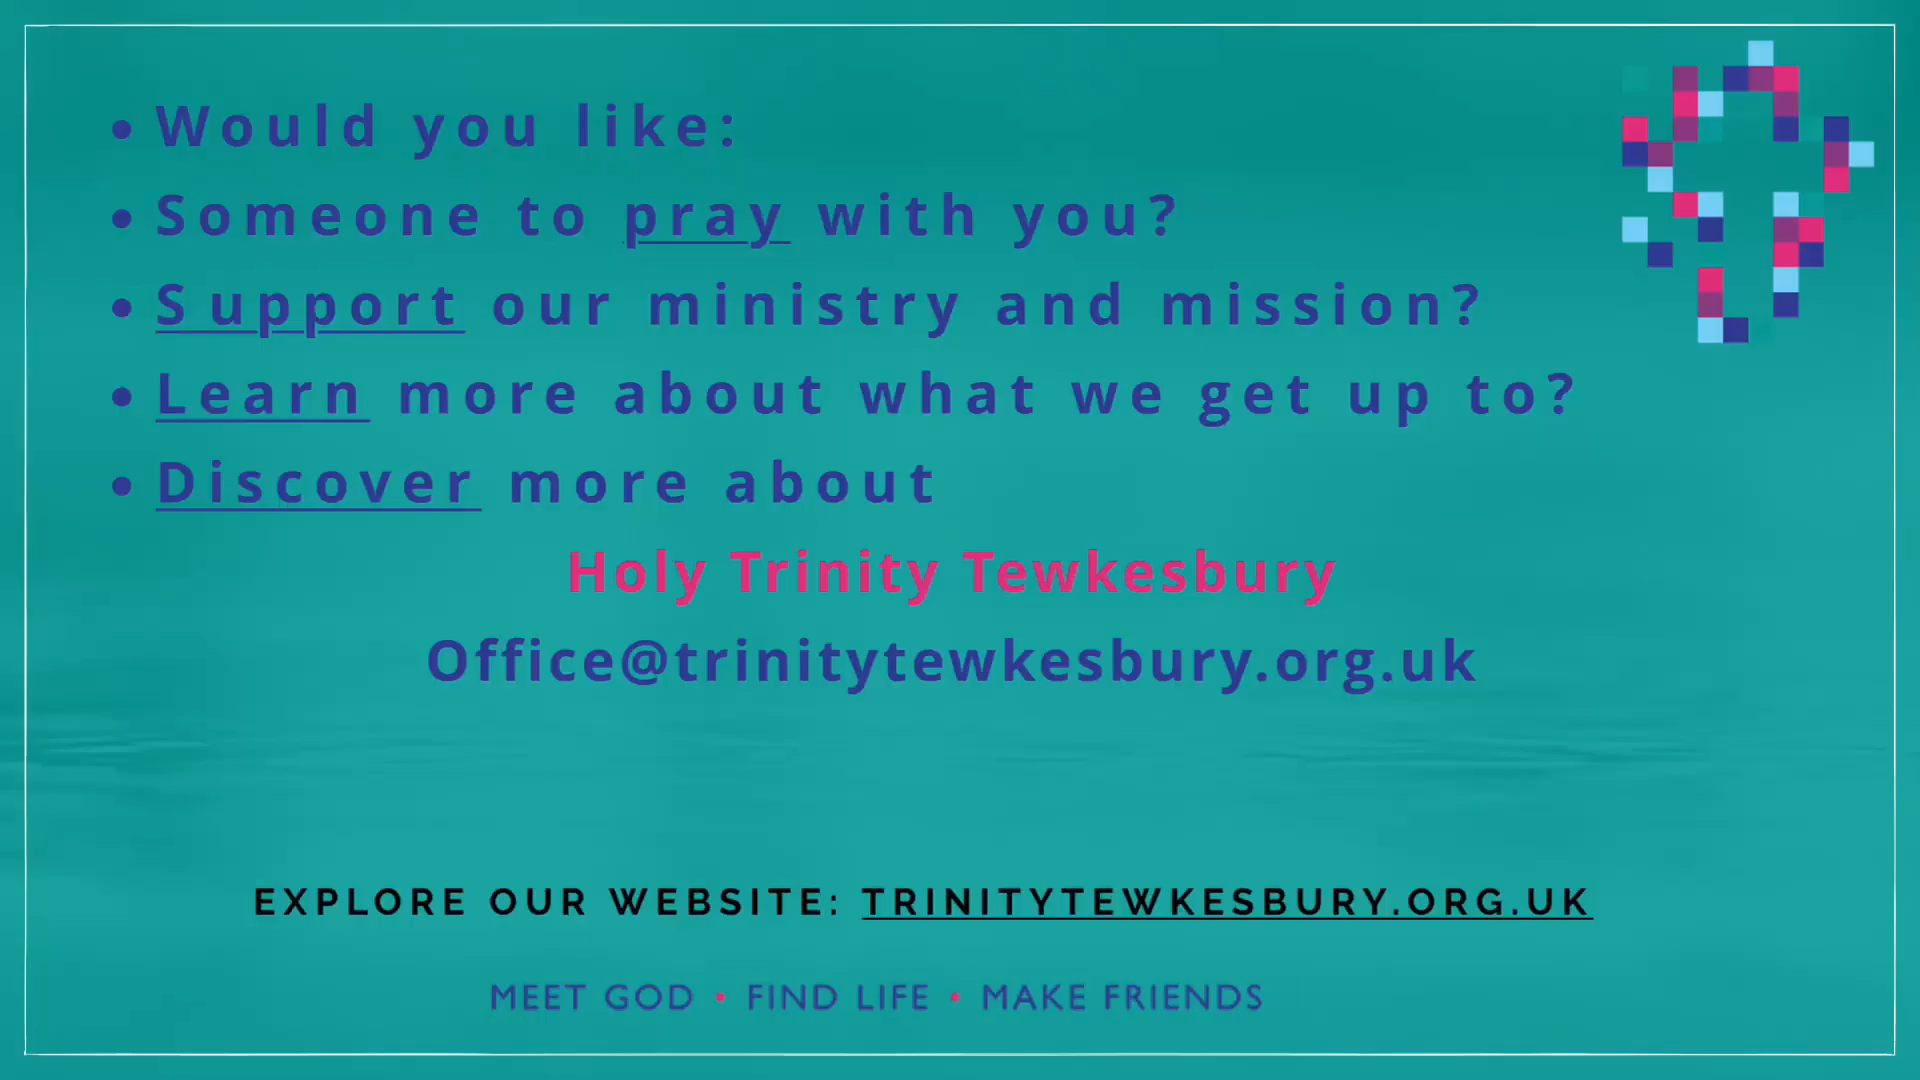 • Would you like:
• Someone to pray with you?
• Support our ministry and mission?
• Learn more about what we get up to?
• Discover more about
Holy Trinity Tewkesbury
Office@trinitytewkesbury.org.uk
EXPLORE OUR WEBSITE: TRINITYTEWKESBURY.ORG.UK
MEET GOD • FIND LIFE • MAKE FRIENDS